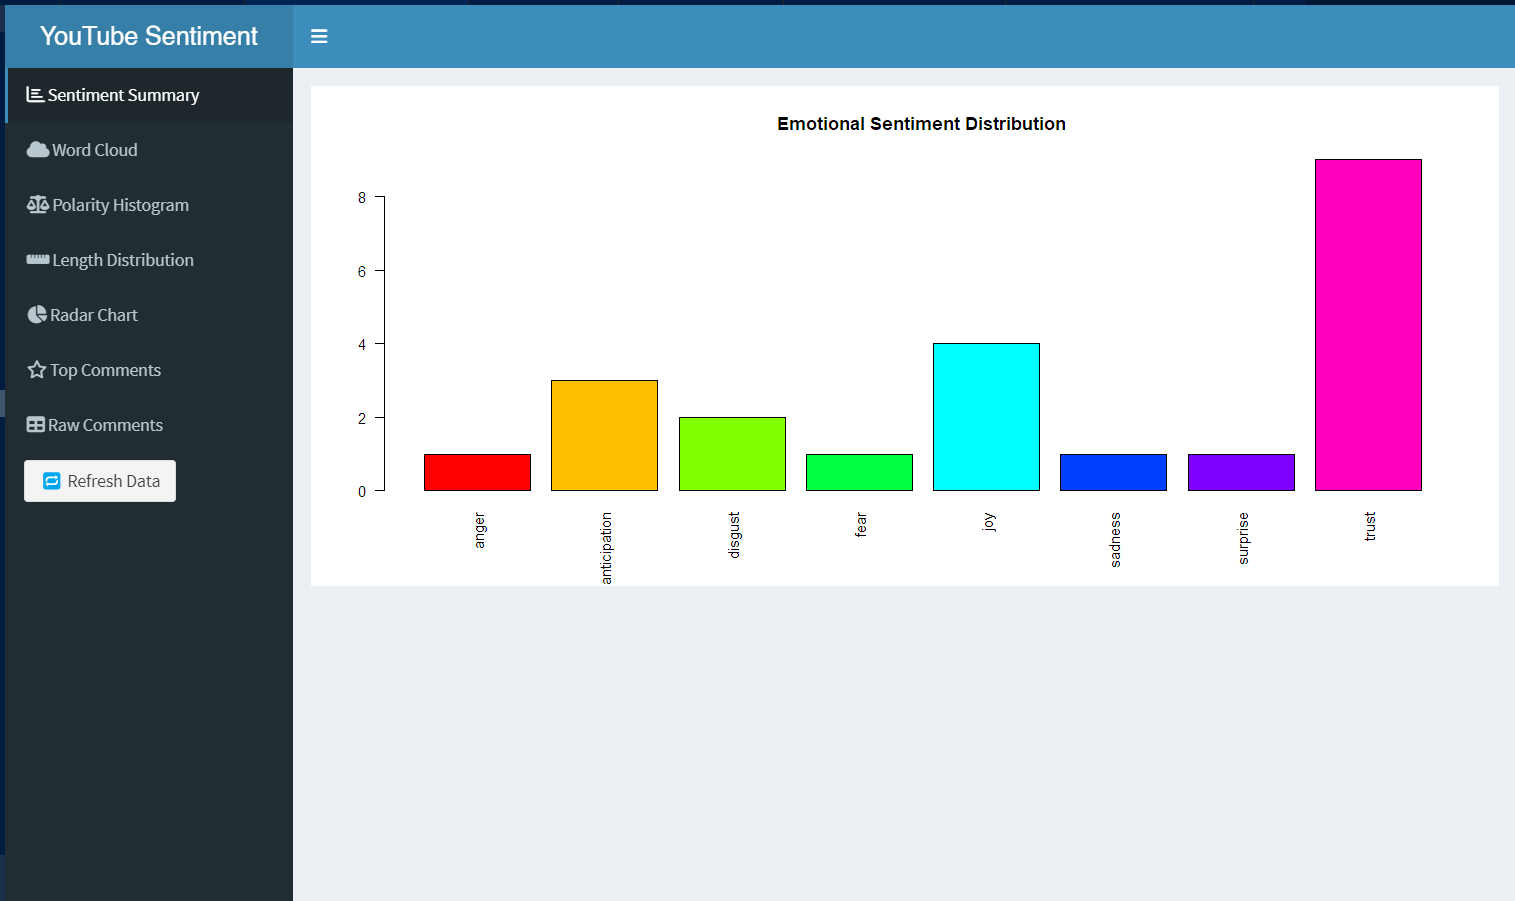 YouTube Sentiment
Sentiment Summary
Word Cloud
Polarity Histogram
Length Distribution
Radar Chart
Top Comments
Raw Comments
Refresh Data
Emotional Sentiment Distribution
8
6
4
2
0
anger
anticipation
disgust
fear
joy
sadness
surprise
trust